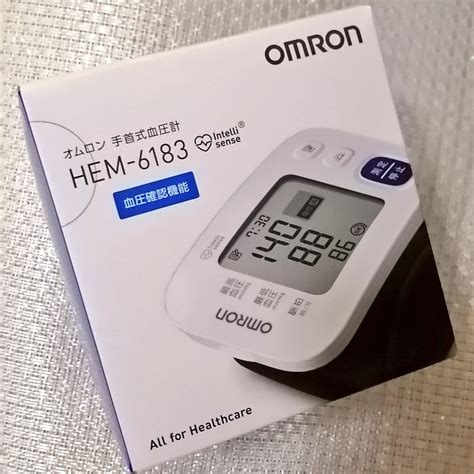 OMRON
オムロン 手首式血圧計
HEM-6183
Intelli®
sense
血圧確認機能
測定
停止
7:30
140 88 86
最高
血圧
最低
血圧
脈拍
OMRON
All for Healthcare